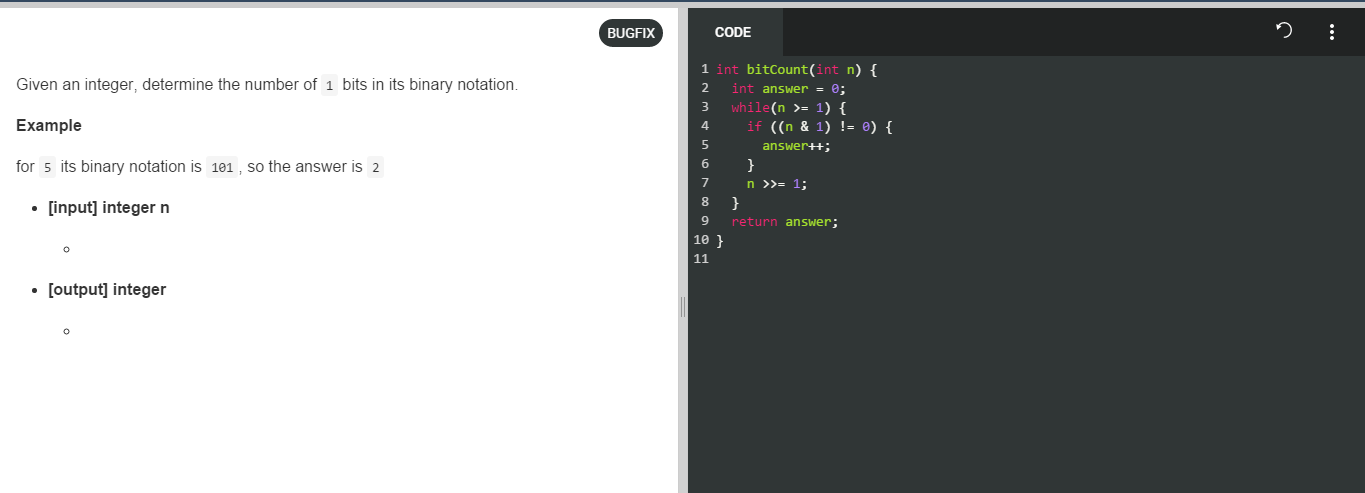 BUGFIX
Given an integer, determine the number of 1 bits in its binary notation.
Example
for 5 its binary notation is 101, so the answer is 2
[input] integer n
[output] integer
CODE
1 int bitCount(int n) {
2 int answer = 0;
3 while(n >= 1) {
4 if ((n & 1) != 0) {
5 answer++;
6 }
7 n >>= 1;
8 }
9 return answer;
10 }
11